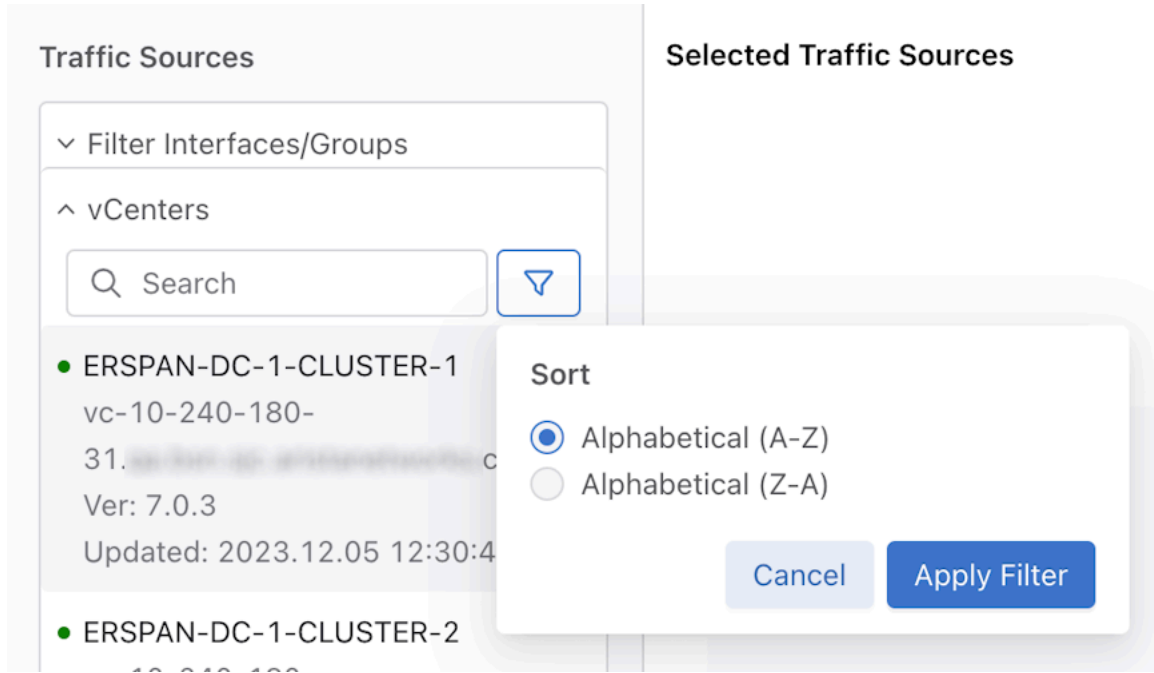 Traffic Sources
Filter Interfaces/Groups
vCenters
Search
ERSPAN-DC-1-CLUSTER-1
vc-10-240-180-
31.
Ver: 7.0.3
Updated: 2023.12.05 12:30:4
ERSPAN-DC-1-CLUSTER-2
Selected Traffic Sources
Sort
Alphabetical (A-Z)
Alphabetical (Z-A)
Cancel
Apply Filter